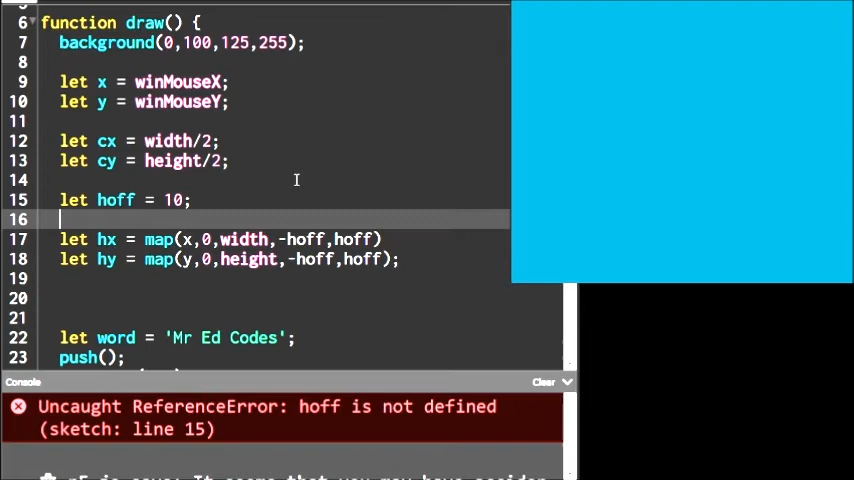 6 function draw() {
7 background(0,100,125,255);
8
9 let x = winMouseX;
10 let y = winMouseY;
11
12 let cx = width/2;
13 let cy = height/2;
14
15 let hoff = 10;
16
17 let hx = map(x,0,width,-hoff,hoff)
18 let hy = map(y,0,height,-hoff,hoff);
19
20
21
22 let word = 'Mr Ed Codes';
23 push();
Console Clear
Uncaught ReferenceError: hoff is not defined
(sketch: line 15)